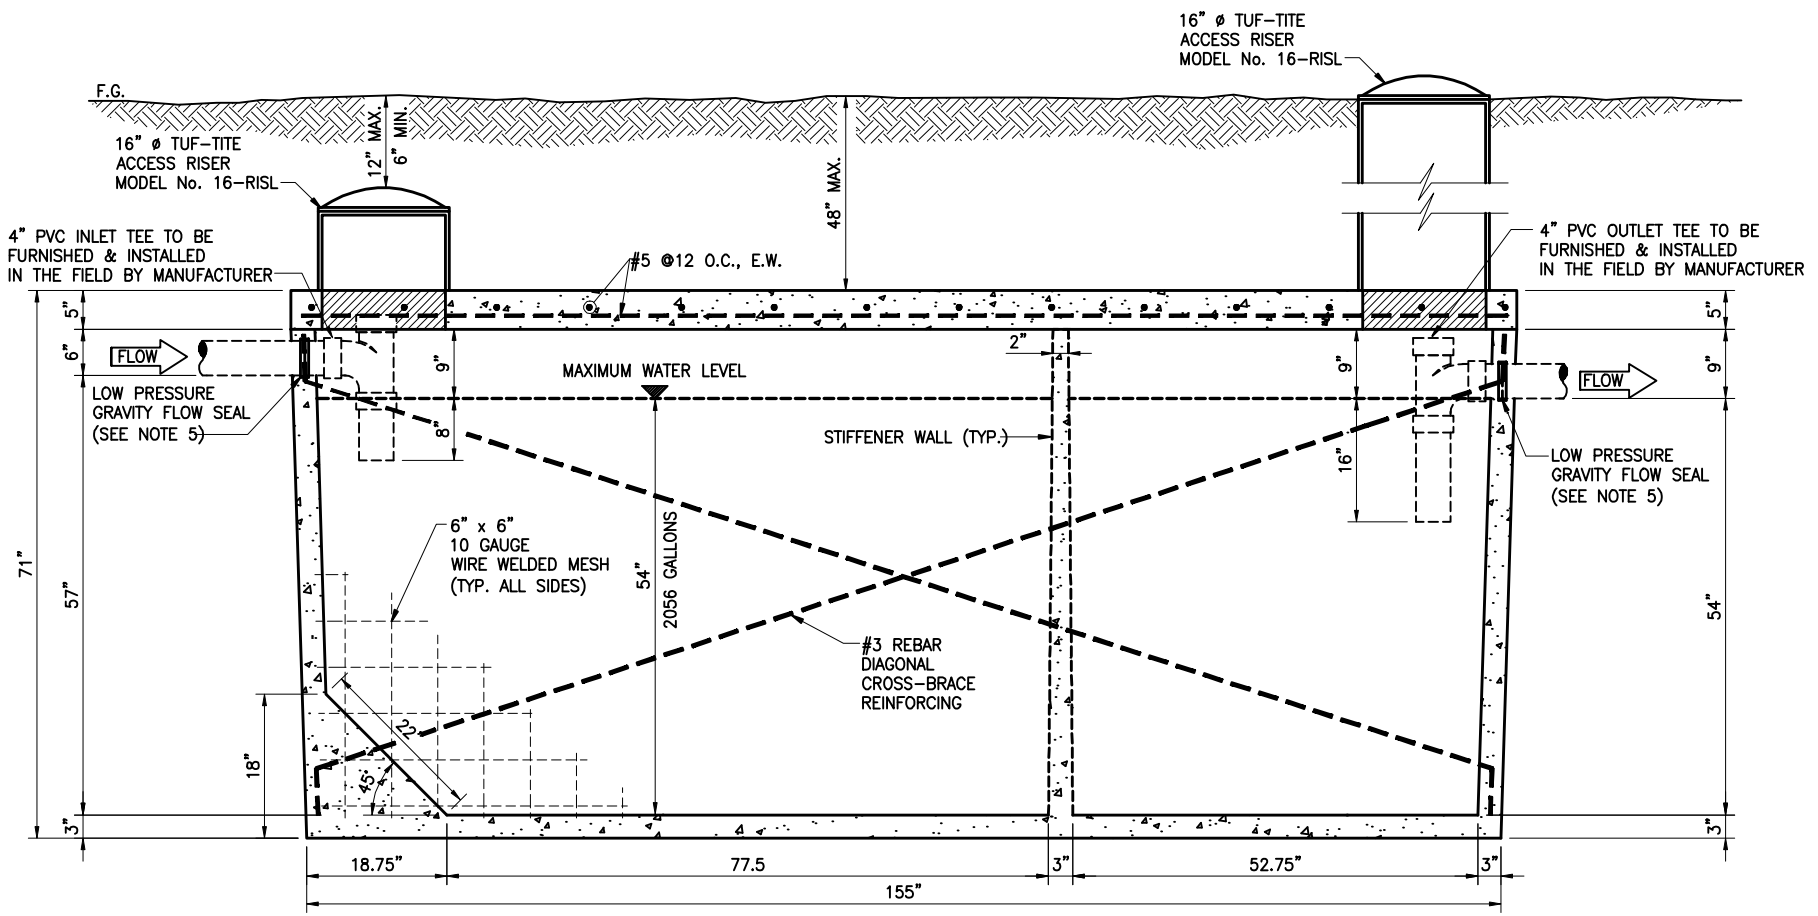 16" ø TUF-TITE
ACCESS RISER
MODEL No. 16-RISL
F.G.
12" MAX.
6" MIN.
16" ø TUF-TITE
ACCESS RISER
MODEL No. 16-RISL
48" MAX.
4" PVC INLET TEE TO BE
FURNISHED & INSTALLED
IN THE FIELD BY MANUFACTURER
4" PVC OUTLET TEE TO BE
FURNISHED & INSTALLED
IN THE FIELD BY MANUFACTURER
#5 @12 O.C., E.W.
5"
5"
6"
FLOW
9"
2"
9"
9"
MAXIMUM WATER LEVEL
FLOW
LOW PRESSURE
GRAVITY FLOW SEAL
(SEE NOTE 5)
8"
STIFFENER WALL (TYP.)
16"
LOW PRESSURE
GRAVITY FLOW SEAL
(SEE NOTE 5)
6" x 6"
10 GAUGE
WIRE WELDED MESH
(TYP. ALL SIDES)
71"
57"
54"
2056 GALLONS
54"
#3 REBAR
DIAGONAL
CROSS-BRACE
REINFORCING
22"
18"
45°
3"
3"
18.75"
77.5
3"
52.75"
3"
155"